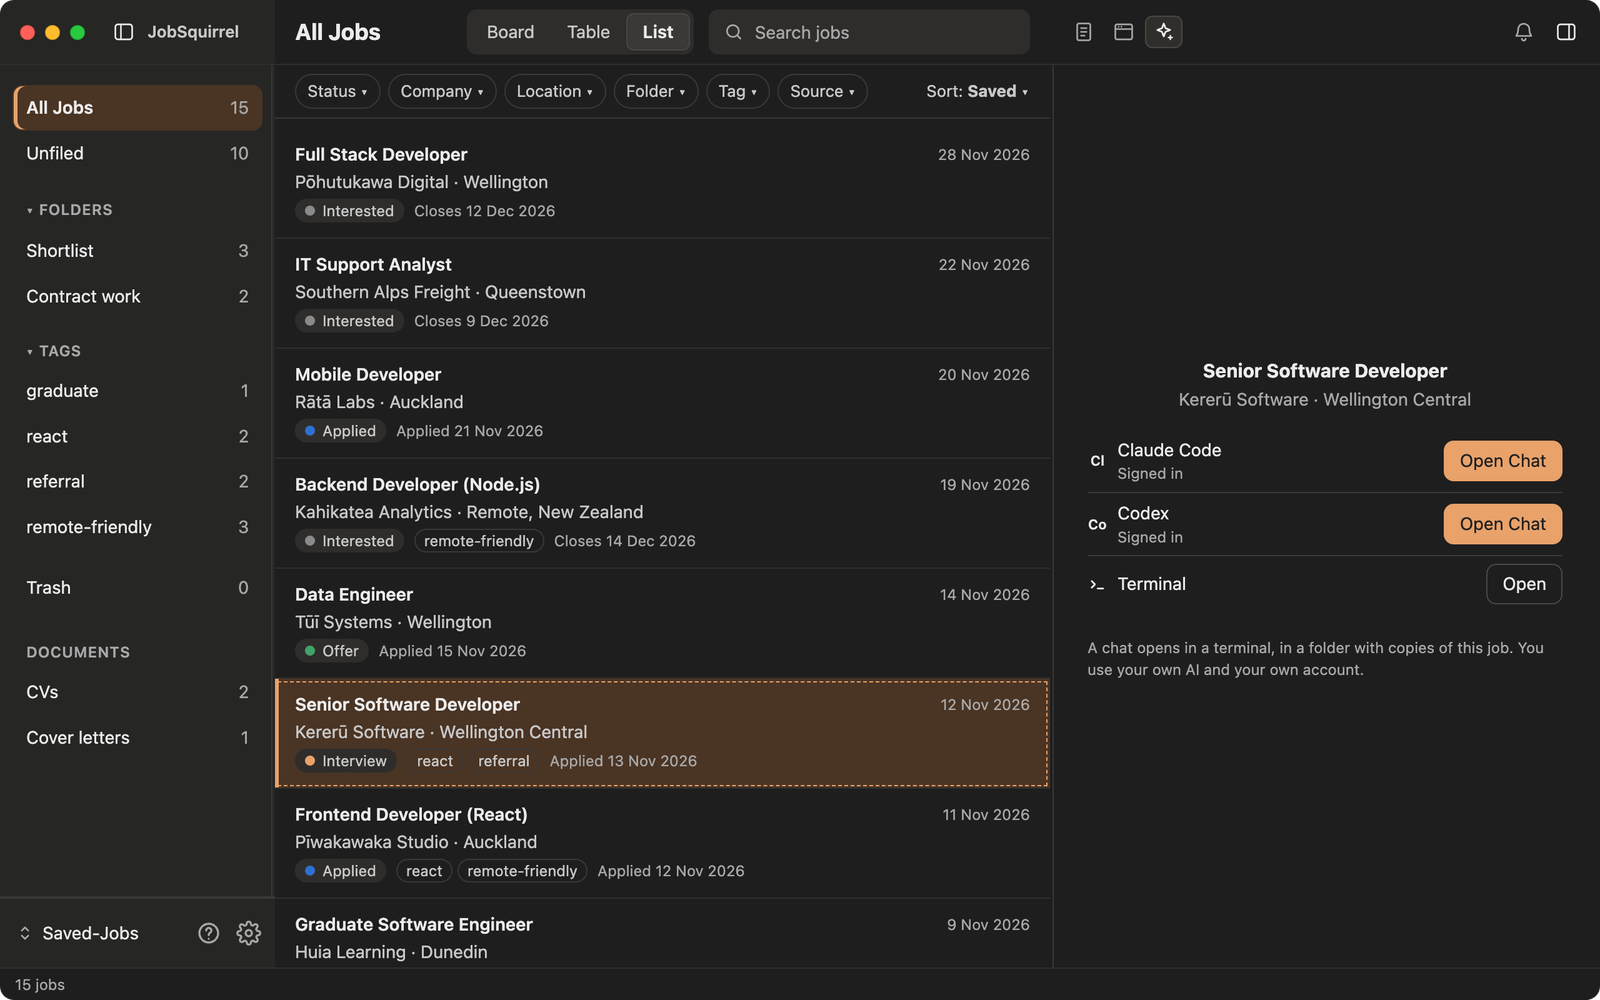 JobSquirrel
All Jobs
Board
Table
List
Search jobs
All Jobs 15
Unfiled 10
FOLDERS
Shortlist 3
Contract work 2
TAGS
graduate 1
react 2
referral 2
remote-friendly 3
Trash 0
DOCUMENTS
CVs 2
Cover letters 1
Saved-Jobs
15 jobs
Status
Company
Location
Folder
Tag
Source
Sort: Saved
Full Stack Developer 28 Nov 2026
Pōhutukawa Digital · Wellington
Interested Closes 12 Dec 2026
IT Support Analyst 22 Nov 2026
Southern Alps Freight · Queenstown
Interested Closes 9 Dec 2026
Mobile Developer 20 Nov 2026
Rātā Labs · Auckland
Applied Applied 21 Nov 2026
Backend Developer (Node.js) 19 Nov 2026
Kahikatea Analytics · Remote, New Zealand
Interested remote-friendly Closes 14 Dec 2026
Data Engineer 14 Nov 2026
Tūī Systems · Wellington
Offer Applied 15 Nov 2026
Senior Software Developer 12 Nov 2026
Kererū Software · Wellington Central
Interview react referral Applied 13 Nov 2026
Frontend Developer (React) 11 Nov 2026
Pīwakawaka Studio · Auckland
Applied react remote-friendly Applied 12 Nov 2026
Graduate Software Engineer 9 Nov 2026
Huia Learning · Dunedin
Senior Software Developer
Kererū Software · Wellington Central
Cl Claude Code
Signed in
Open Chat
Co Codex
Signed in
Open Chat
>_ Terminal
Open
A chat opens in a terminal, in a folder with copies of this job. You
use your own AI and your own account.